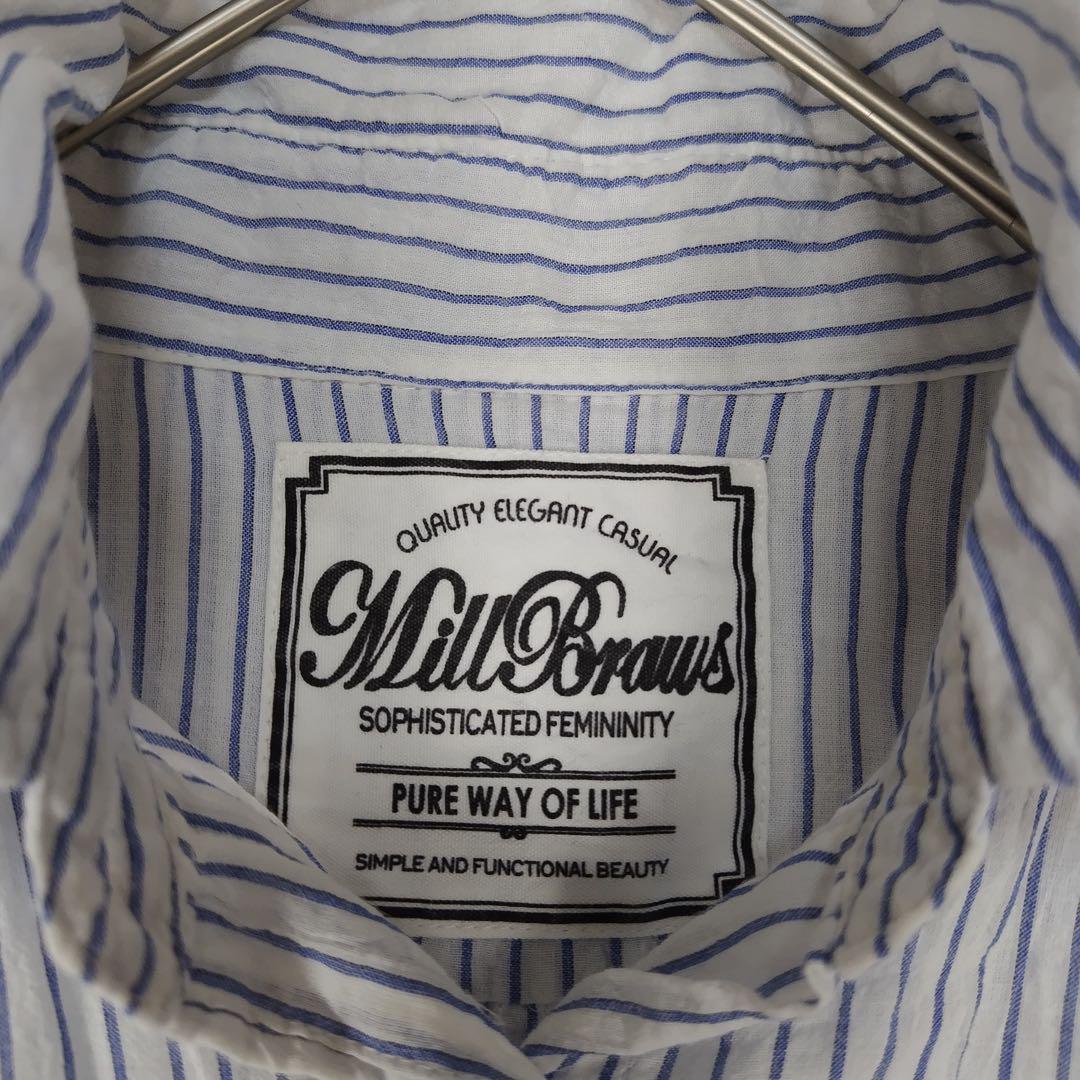 QUALITY ELEGANT CASUAL
Mill Braws
SOPHISTICATED FEMININITY
PURE WAY OF LIFE
SIMPLE AND FUNCTIONAL BEAUTY